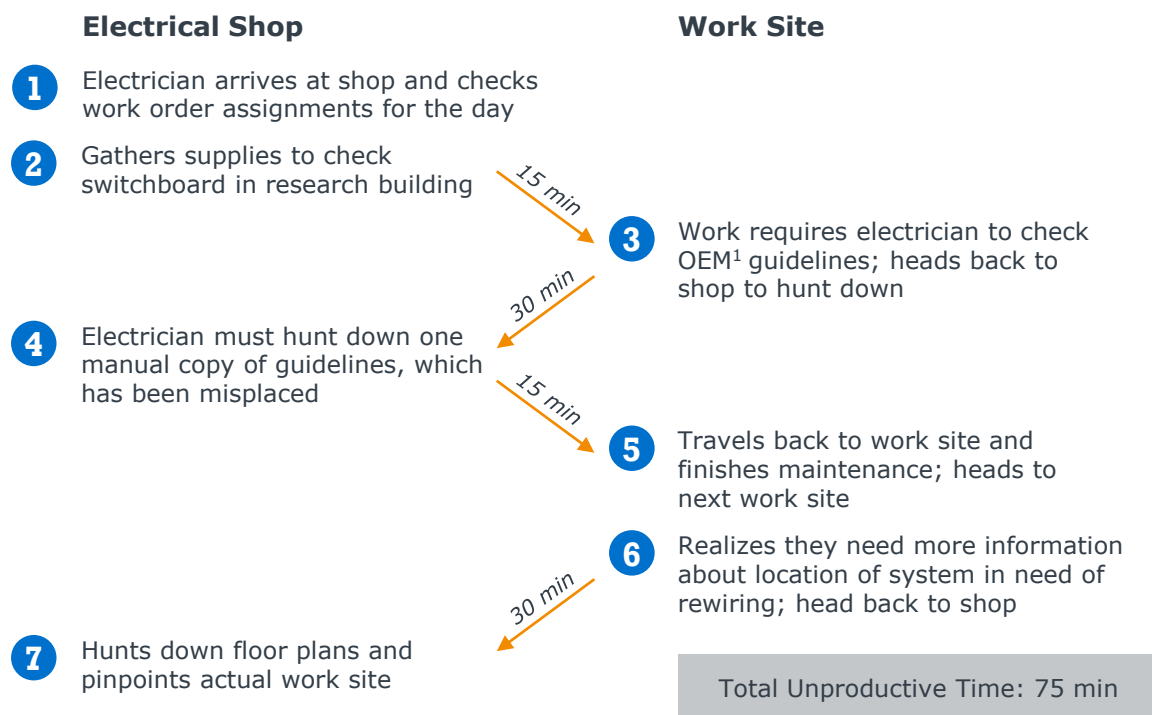 Electrical Shop
Work Site
1
Electrician arrives at shop and checks
work order assignments for the day
2
Gathers supplies to check
switchboard in research building
15 min
3
Work requires electrician to check
OEM¹ guidelines; heads back to
shop to hunt down
30 min
4
Electrician must hunt down one
manual copy of guidelines, which
has been misplaced
15 min
5
Travels back to work site and
finishes maintenance; heads to
next work site
6
Realizes they need more information
about location of system in need of
rewiring; head back to shop
30 min
7
Hunts down floor plans and
pinpoints actual work site
Total Unproductive Time: 75 min